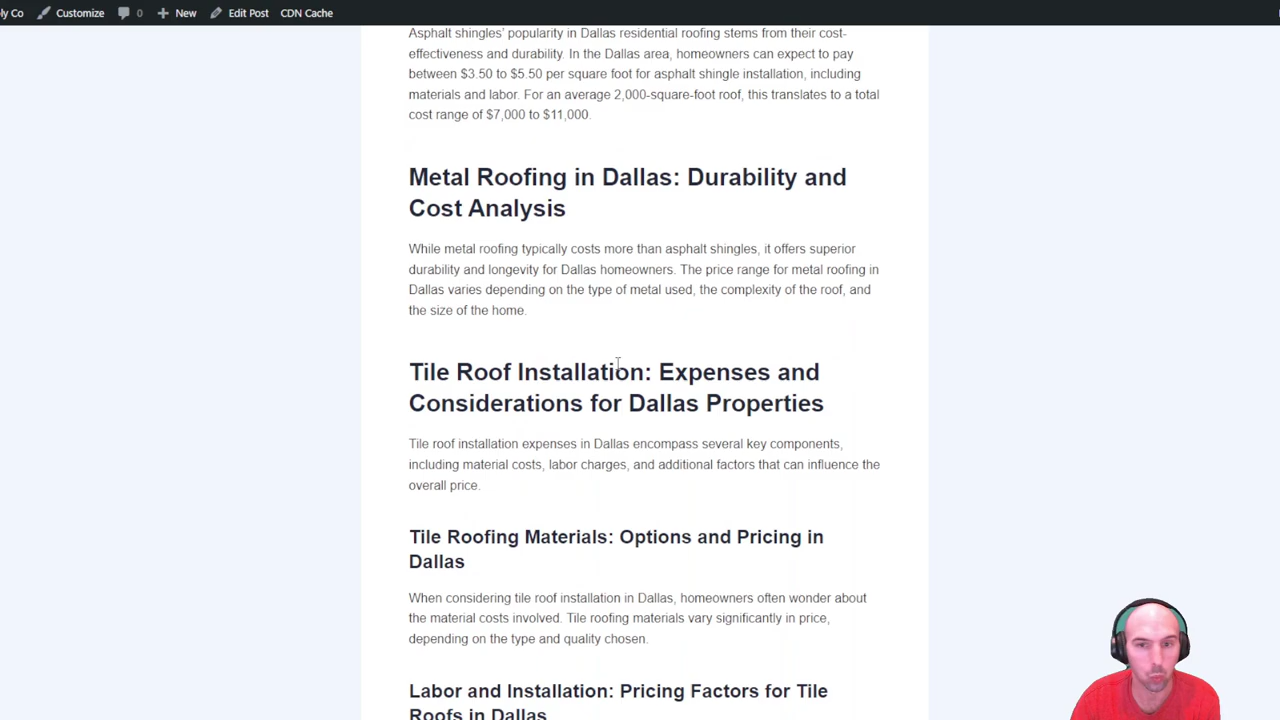 ly Co Customize 0 New Edit Post CDN Cache
Asphalt shingles' popularity in Dallas residential roofing stems from their cost-
effectiveness and durability. In the Dallas area, homeowners can expect to pay
between $3.50 to $5.50 per square foot for asphalt shingle installation, including
materials and labor. For an average 2,000-square-foot roof, this translates to a total
cost range of $7,000 to $11,000.
Metal Roofing in Dallas: Durability and
Cost Analysis
While metal roofing typically costs more than asphalt shingles, it offers superior
durability and longevity for Dallas homeowners. The price range for metal roofing in
Dallas varies depending on the type of metal used, the complexity of the roof, and
the size of the home.
Tile Roof Installation: Expenses and
Considerations for Dallas Properties
Tile roof installation expenses in Dallas encompass several key components,
including material costs, labor charges, and additional factors that can influence the
overall price.
Tile Roofing Materials: Options and Pricing in
Dallas
When considering tile roof installation in Dallas, homeowners often wonder about
the material costs involved. Tile roofing materials vary significantly in price,
depending on the type and quality chosen.
Labor and Installation: Pricing Factors for Tile
Roofs in Dallas